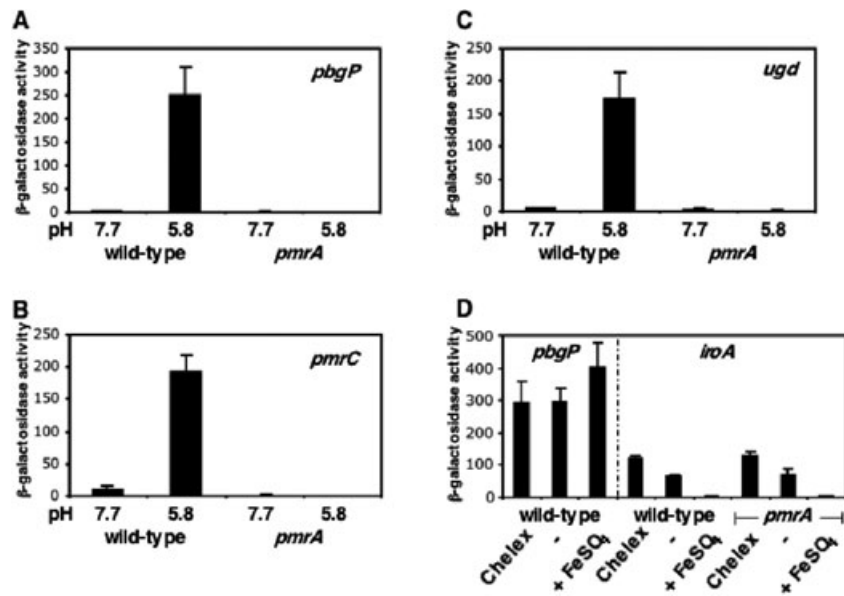 A
β-galactosidase activity
350
300
250
200
150
100
50
0
pbgP
pH 7.7 5.8 7.7 5.8
wild-type pmrA
B
β-galactosidase activity
250
200
150
100
50
0
pmrC
pH 7.7 5.8 7.7 5.8
wild-type pmrA
C
β-galactosidase activity
250
200
150
100
50
0
ugd
pH 7.7 5.8 7.7 5.8
wild-type pmrA
D
β-galactosidase activity
500
400
300
200
100
0
pbgP iroA
wild-type wild-type pmrA
Chelex - + FeSO4 Chelex - + FeSO4 Chelex - + FeSO4